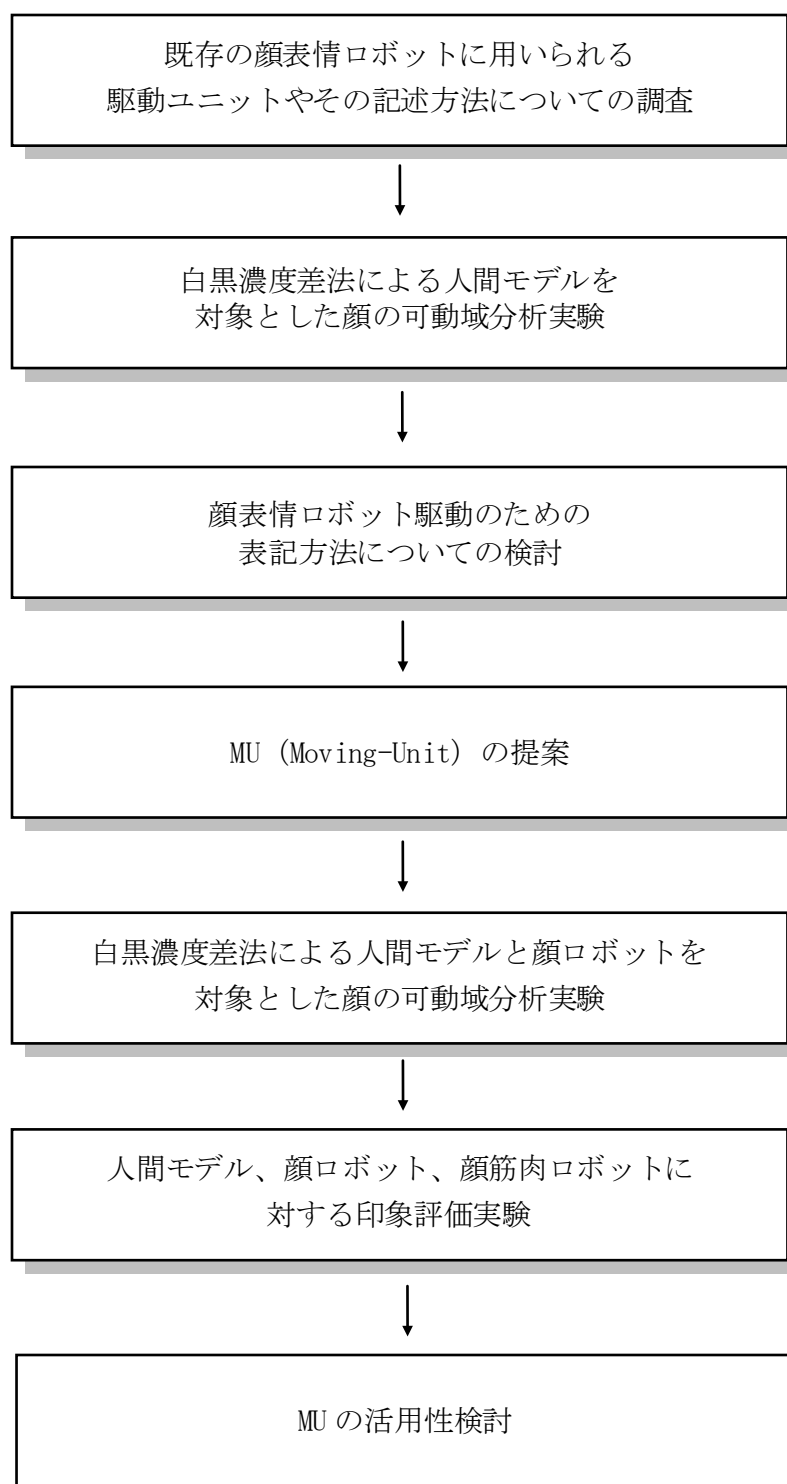 既存の顔表情ロボットに用いられる
駆動ユニットやその記述方法についての調査
白黒濃度差法による人間モデルを
対象とした顔の可動域分析実験
顔表情ロボット駆動のための
表記方法についての検討
MU (Moving-Unit) の提案
白黒濃度差法による人間モデルと顔ロボットを
対象とした顔の可動域分析実験
人間モデル、顔ロボット、顔筋肉ロボットに
対する印象評価実験
MU の活用性検討